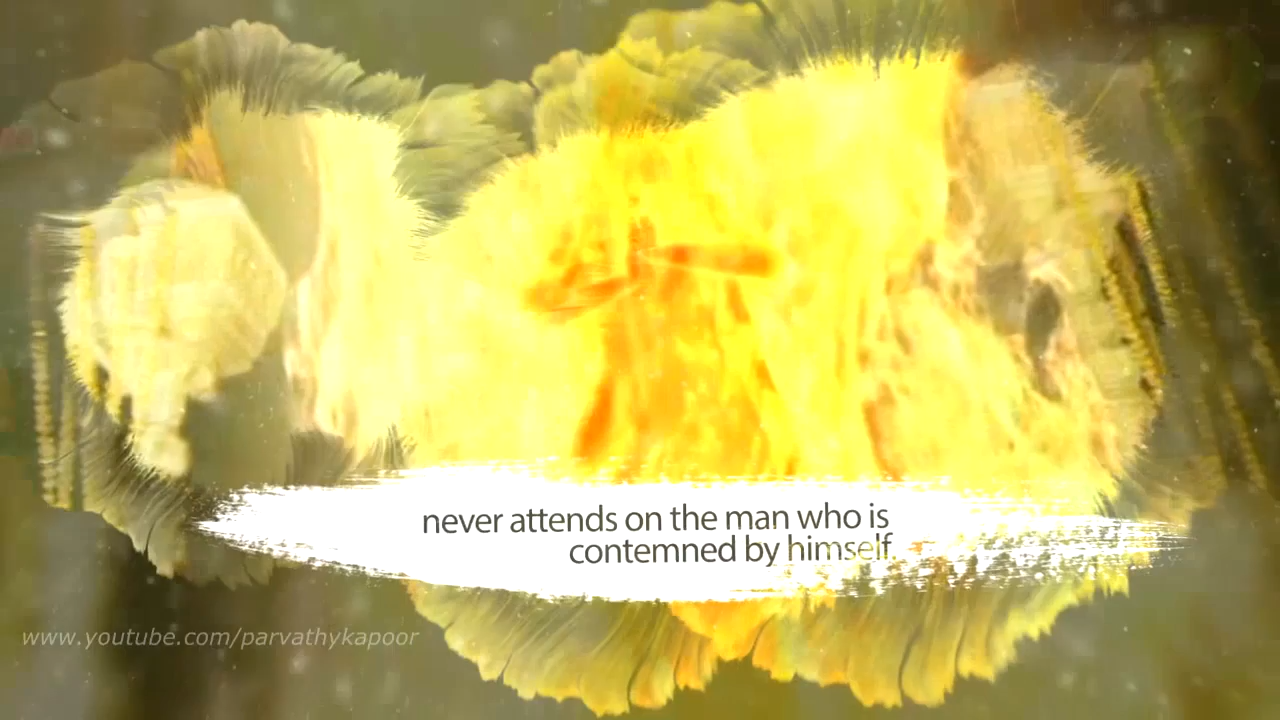 never attends on the man who is
contemned by himself.
www.youtube.com/parvathykapoor